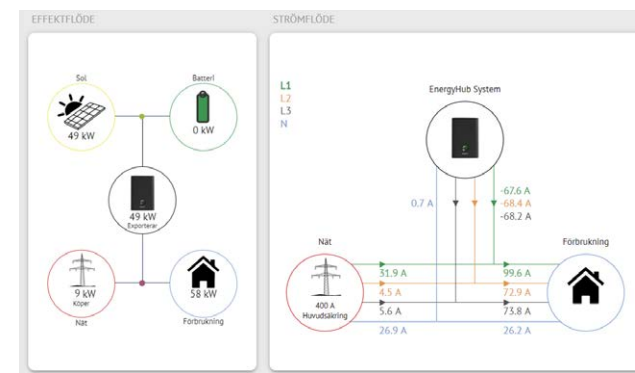 EFFEKTFLÖDE
STRÖMFLÖDE
Sol
Batteri
49 kW
0 kW
49 kW
Exporterar
9 kW
Köper
Nät
58 kW
Förbrukning
L1
L2
L3
N
EnergyHub System
0.7 A
-67.6 A
-68.4 A
-68.2 A
Nät
Förbrukning
400 A
Huvudsäkring
31.9 A
99.6 A
4.5 A
72.9 A
5.6 A
73.8 A
26.9 A
26.2 A